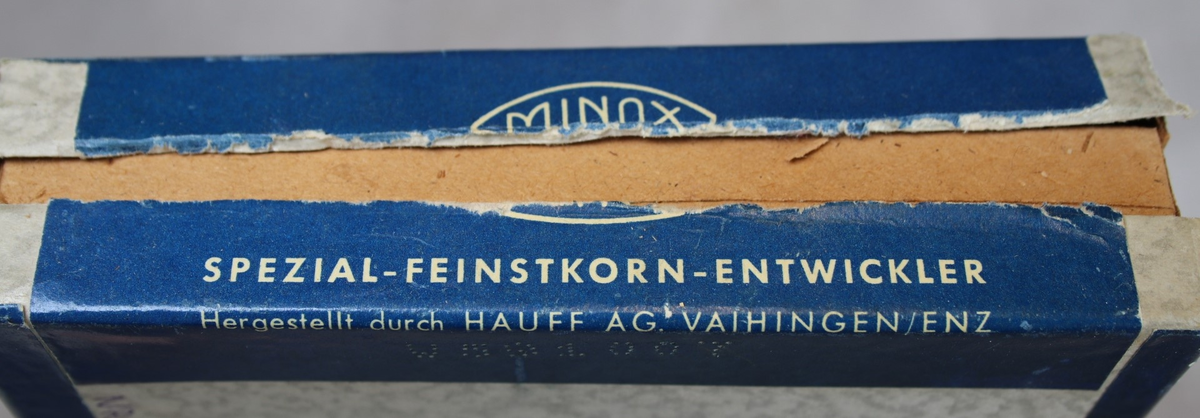 MINOX
SPEZIAL-FEINSTKORN-ENTWICKLER
Hergestellt durch HAUFF AG. VAIHINGEN/ENZ